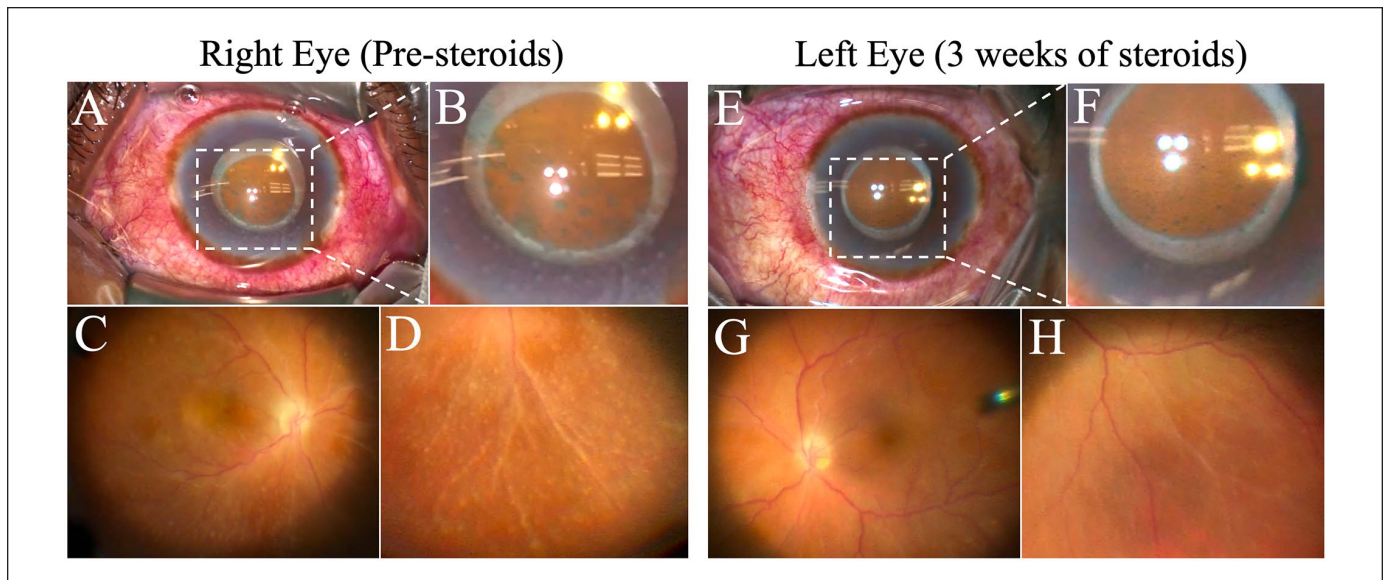 Right Eye (Pre-steroids)
Left Eye (3 weeks of steroids)
A
B
E
F
C
D
G
H